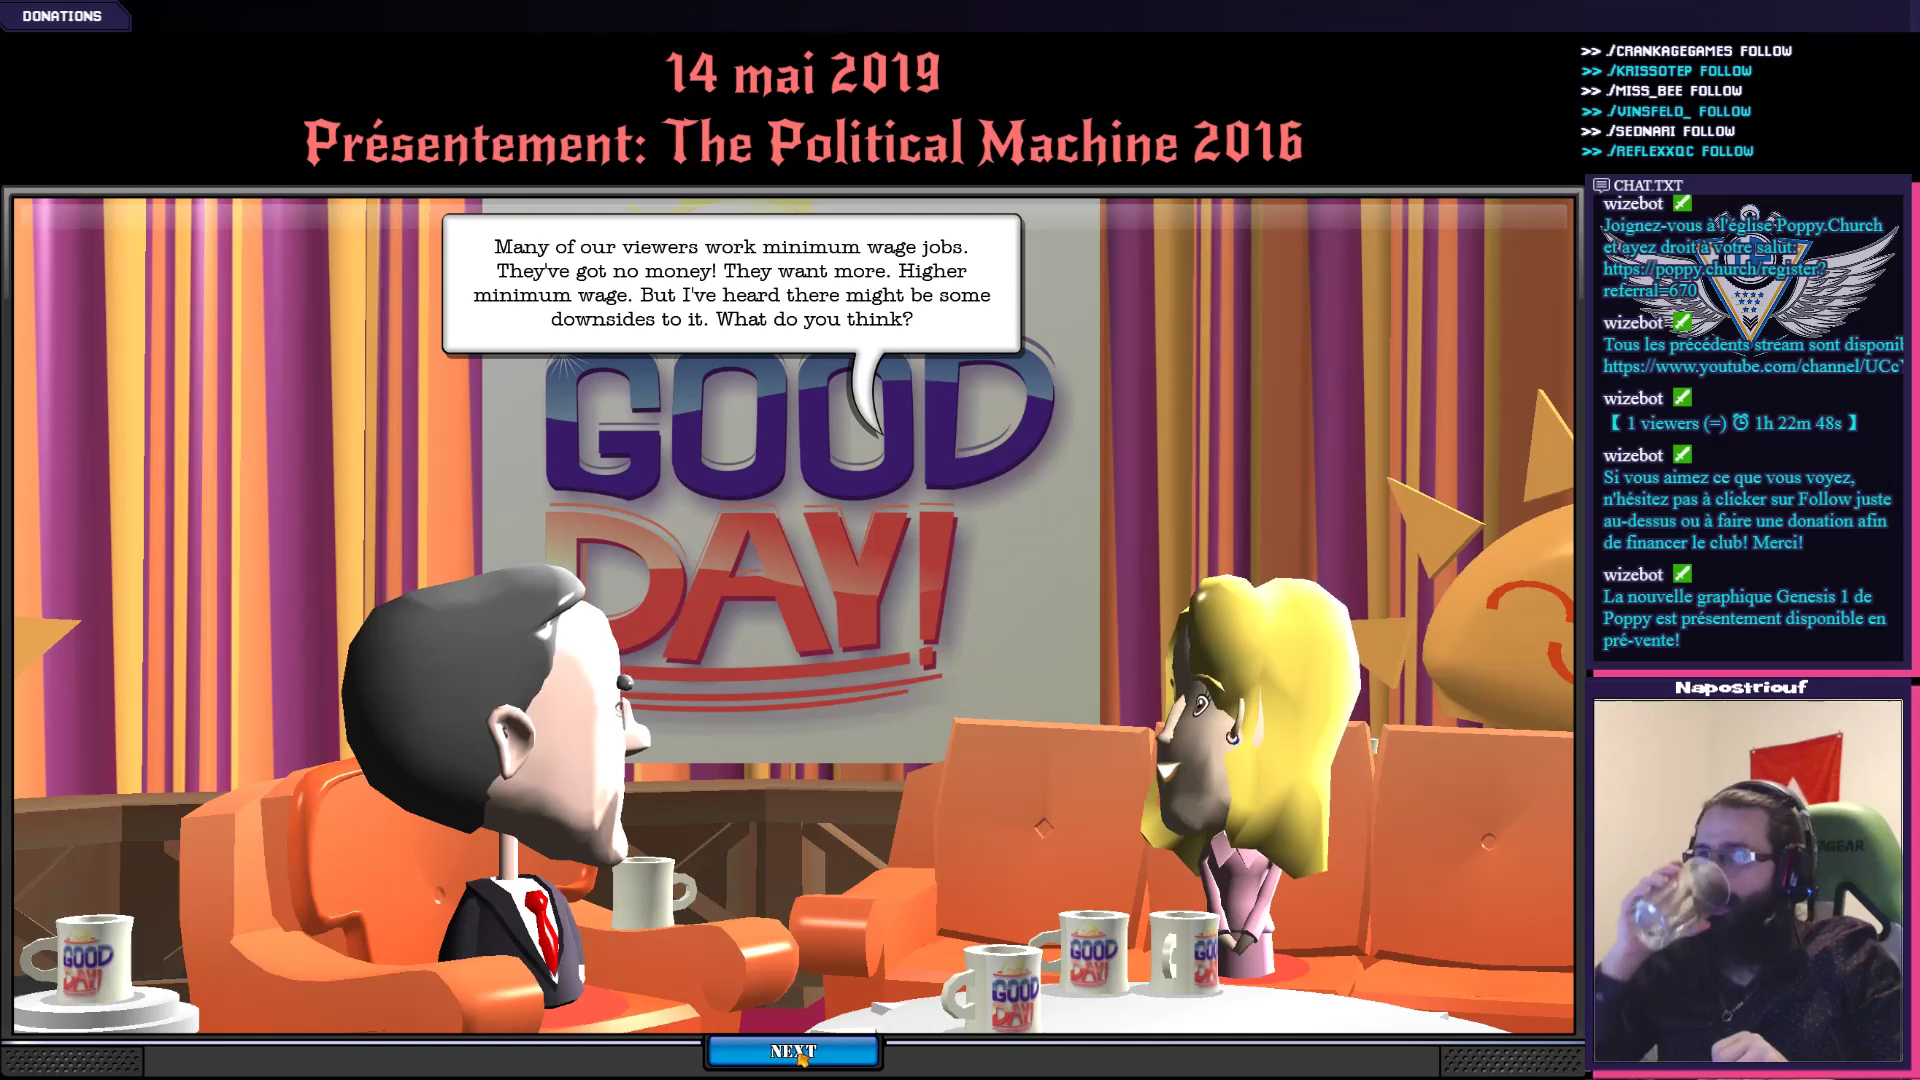 DONATIONS
14 mai 2019
Présentement: The Political Machine 2016
>> ./CRANKAGEGAMES FOLLOW
>> ./KRISSOTEP FOLLOW
>> ./MISS_BEE FOLLOW
>> ./VINSFELD_ FOLLOW
>> ./SEDNARI FOLLOW
>> ./REFLEXXQC FOLLOW
Many of our viewers work minimum wage jobs.
They've got no money! They want more. Higher
minimum wage. But I've heard there might be some
downsides to it. What do you think?
GOOD
DAY!
GOOD
DAY!
GOOD
DAY!
GOOD
DAY!
GOOD
DAY!
NEXT
CHAT.TXT
wizebot
Joignez-vous à l'église Poppy.Church
et ayez droit à votre salut:
https://poppy.church/register?
referral=670
wizebot
Tous les précédents stream sont disponib
https://www.youtube.com/channel/UCcY
wizebot
【 1 viewers (=) ⏰ 1h 22m 48s 】
wizebot
Si vous aimez ce que vous voyez,
n'hésitez pas à clicker sur Follow juste
au-dessus ou à faire une donation afin
de financer le club! Merci!
wizebot
La nouvelle graphique Genesis 1 de
Poppy est présentement disponible en
pré-vente!
Napostriouf